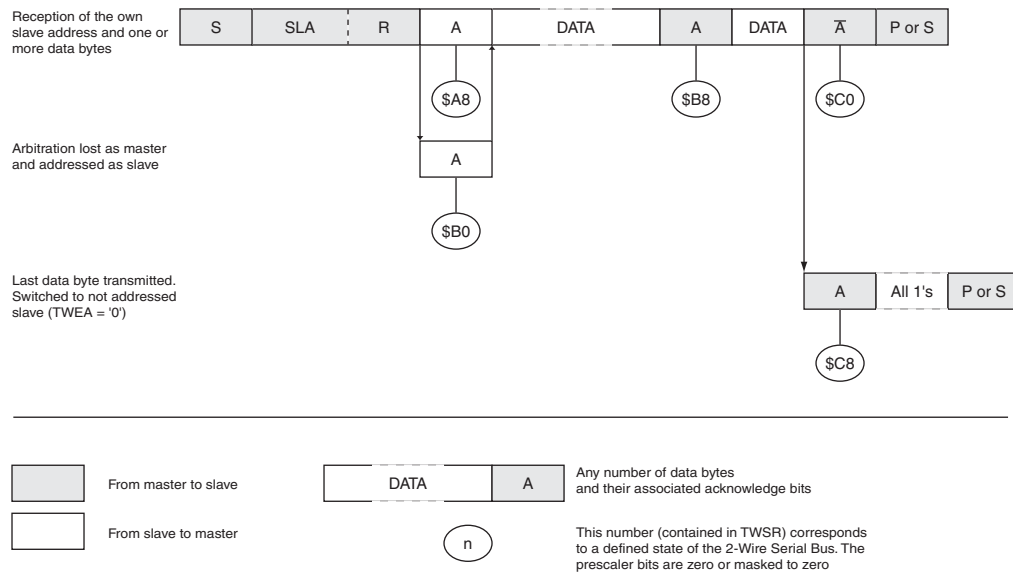 Reception of the own
slave address and one or
more data bytes
S SLA R A DATA A DATA A̅ P or S
$A8 $B8 $C0
Arbitration lost as master
and addressed as slave
A
$B0
Last data byte transmitted.
Switched to not addressed
slave (TWEA = '0')
A All 1's P or S
$C8
From master to slave
DATA A
Any number of data bytes
and their associated acknowledge bits
From slave to master
n
This number (contained in TWSR) corresponds
to a defined state of the 2-Wire Serial Bus. The
prescaler bits are zero or masked to zero